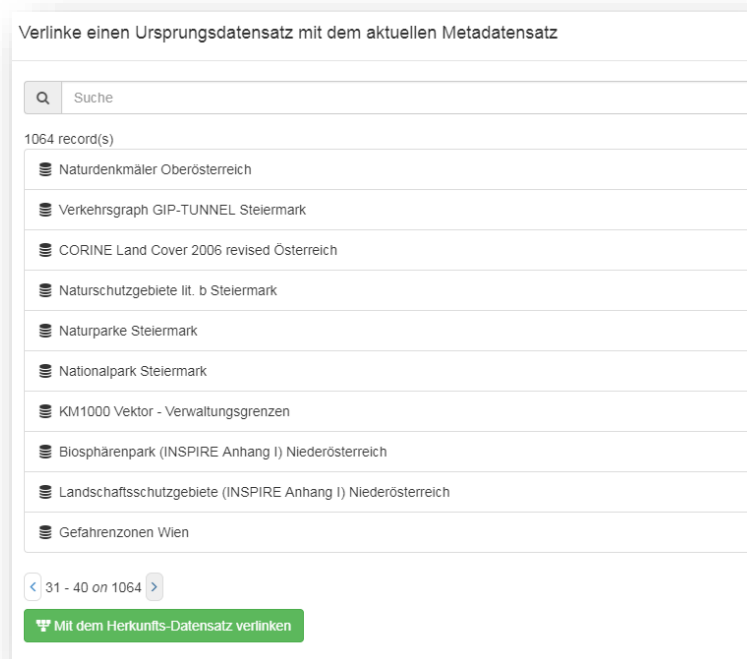 Verlinke einen Ursprungsdatensatz mit dem aktuellen Metadatensatz
Suche
1064 record(s)
Naturdenkmäler Oberösterreich
Verkehrsgraph GIP-TUNNEL Steiermark
CORINE Land Cover 2006 revised Österreich
Naturschutzgebiete lit. b Steiermark
Naturparke Steiermark
Nationalpark Steiermark
KM1000 Vektor - Verwaltungsgrenzen
Biosphärenpark (INSPIRE Anhang I) Niederösterreich
Landschaftsschutzgebiete (INSPIRE Anhang I) Niederösterreich
Gefahrenzonen Wien
< 31 - 40 on 1064 >
Mit dem Herkunfts-Datensatz verlinken